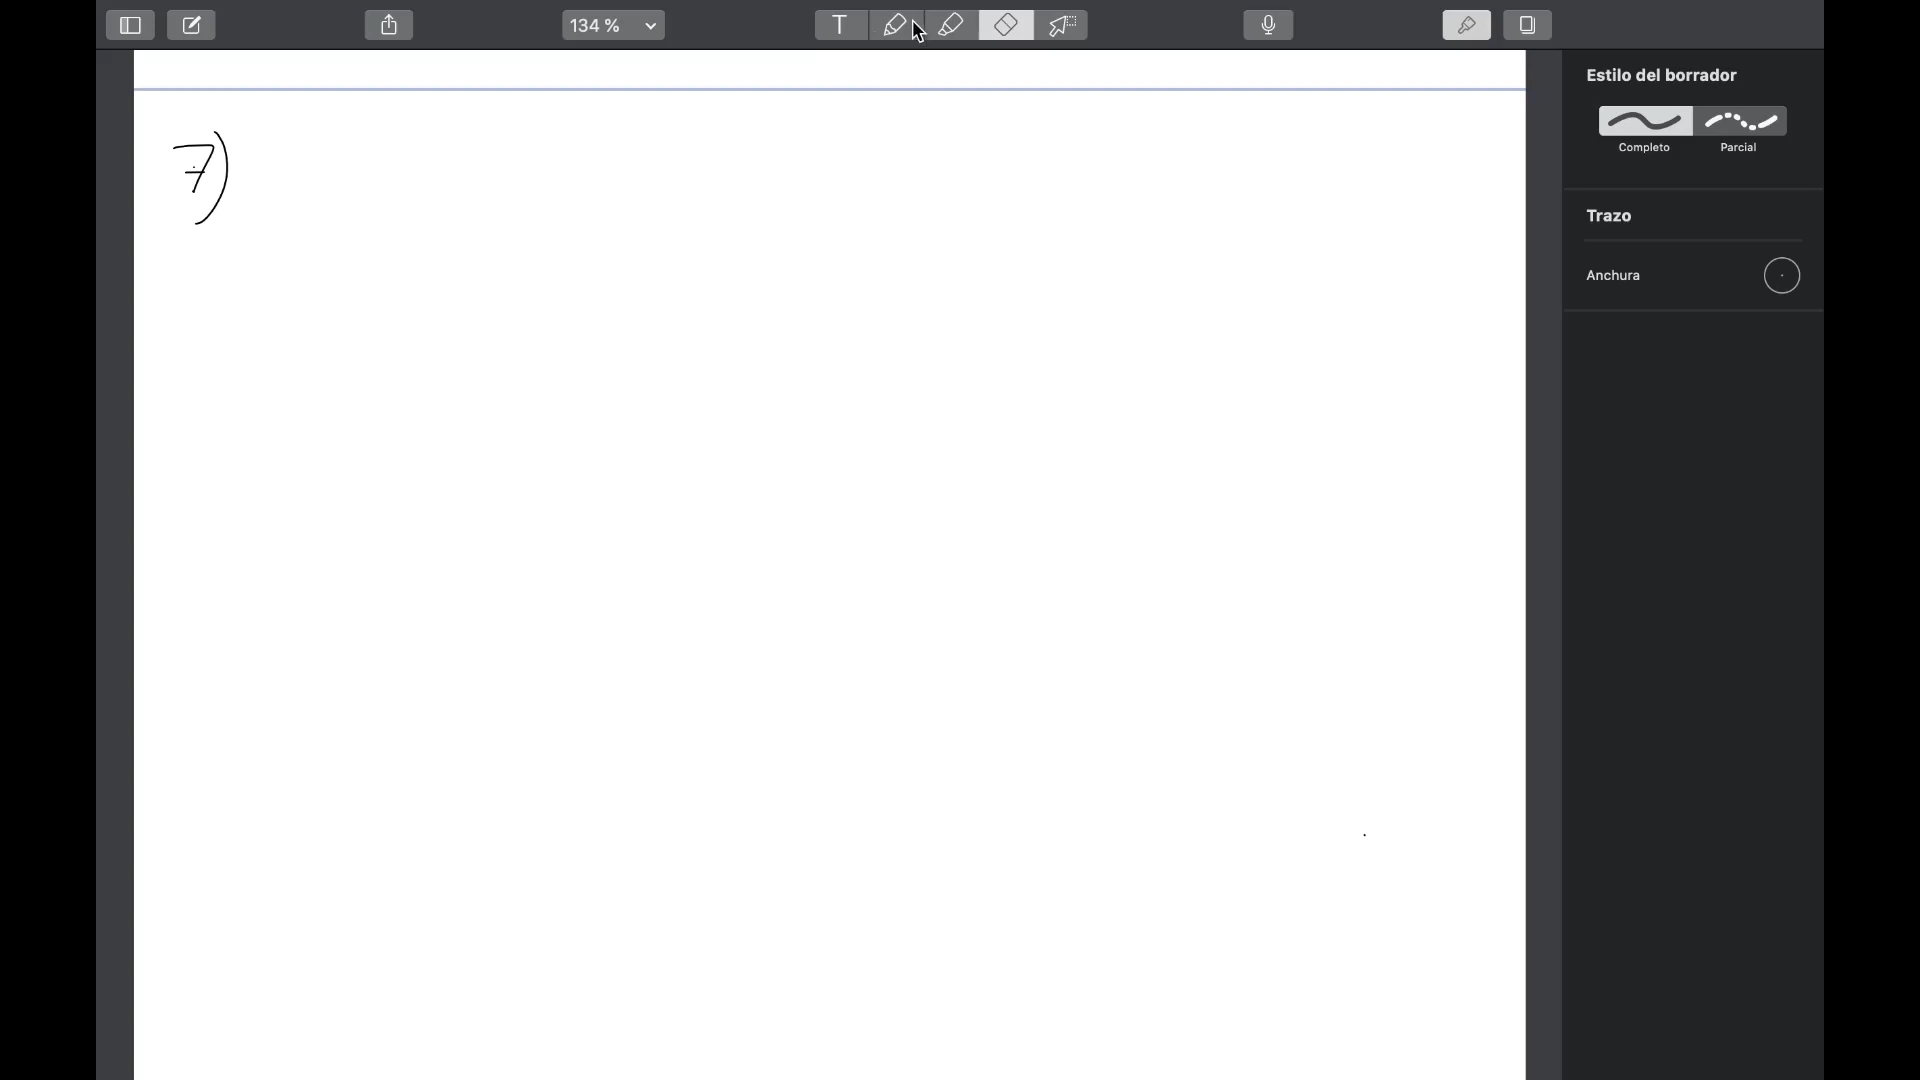 134 %
T
Estilo del borrador
Completo Parcial
Trazo
Anchura
7)